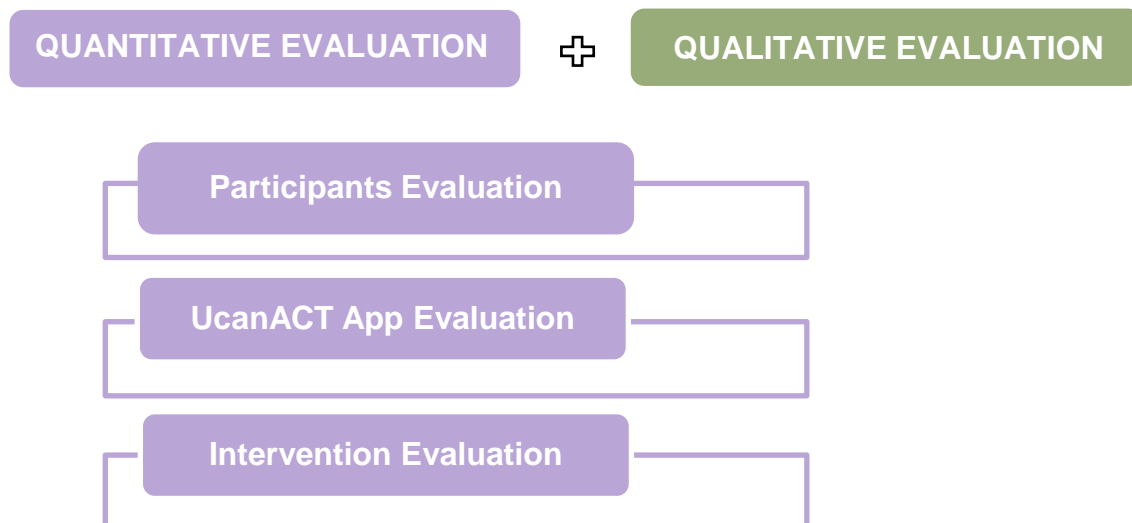 QUANTITATIVE EVALUATION
QUALITATIVE EVALUATION
Participants Evaluation
UcanACT App Evaluation
Intervention Evaluation